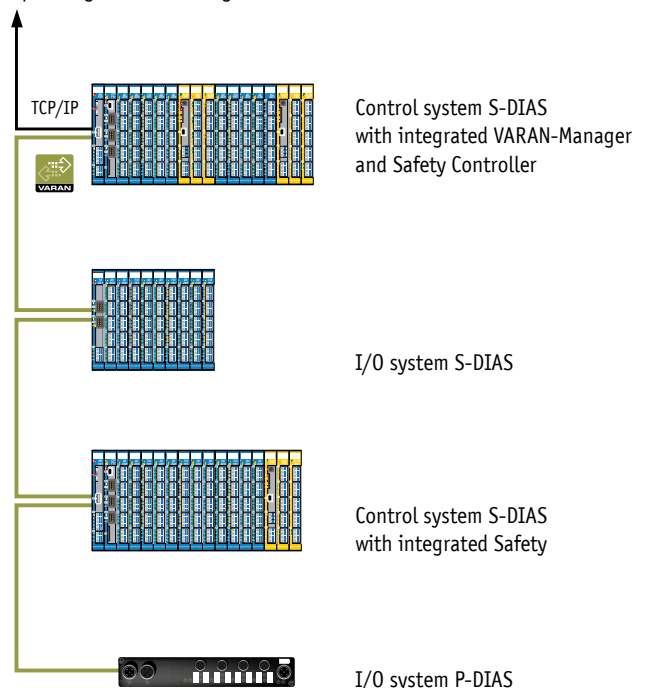 TCP/IP
VARAN
Control system S-DIAS
with integrated VARAN-Manager
and Safety Controller
I/O system S-DIAS
Control system S-DIAS
with integrated Safety
I/O system P-DIAS